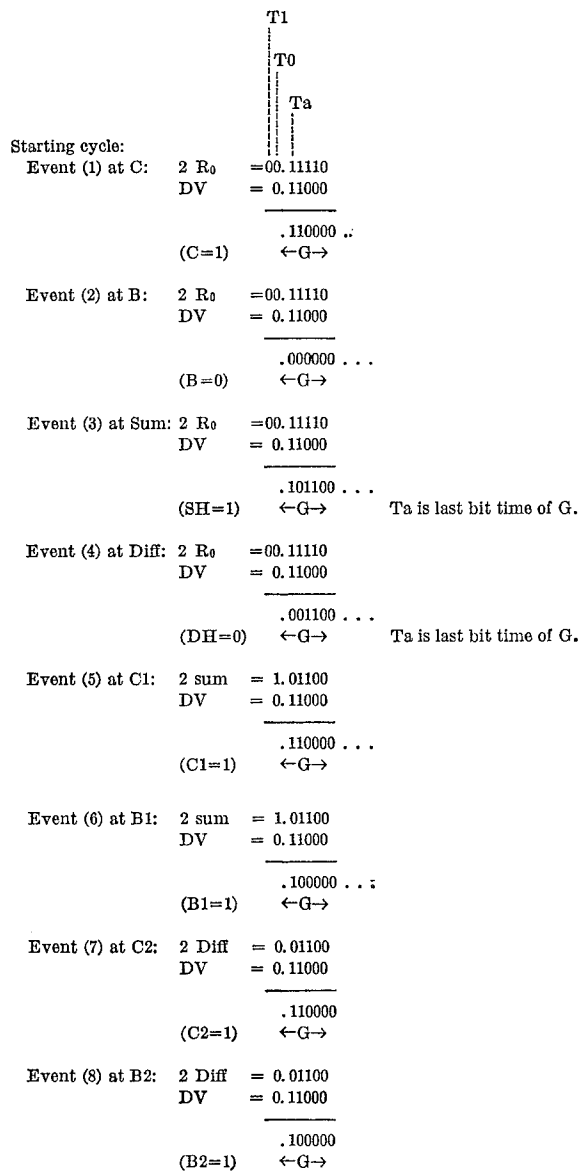 T1
T0
Ta
Starting cycle:
Event (1) at C: 2 R₀ =00.11110
DV = 0.11000
.110000 ..
(C=1) ←G→
Event (2) at B: 2 R₀ =00.11110
DV = 0.11000
.000000 . . .
(B=0) ←G→
Event (3) at Sum: 2 R₀ =00.11110
DV = 0.11000
.101100 . . .
(SH=1) ←G→ Ta is last bit time of G.
Event (4) at Diff: 2 R₀ =00.11110
DV = 0.11000
.001100 . . .
(DH=0) ←G→ Ta is last bit time of G.
Event (5) at C1: 2 sum = 1.01100
DV = 0.11000
.110000 . . .
(C1=1) ←G→
Event (6) at B1: 2 sum = 1.01100
DV = 0.11000
.100000 . . .
(B1=1) ←G→
Event (7) at C2: 2 Diff = 0.01100
DV = 0.11000
.110000
(C2=1) ←G→
Event (8) at B2: 2 Diff = 0.01100
DV = 0.11000
.100000
(B2=1) ←G→